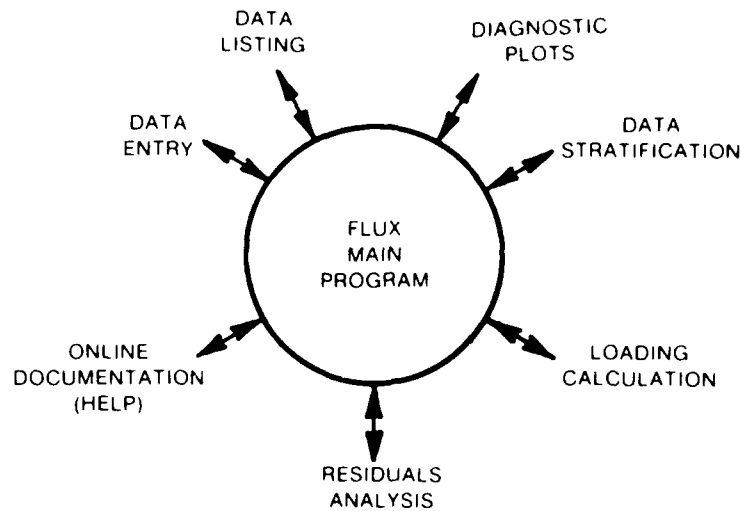 DATA
LISTING
DIAGNOSTIC
PLOTS
DATA
ENTRY
DATA
STRATIFICATION
FLUX
MAIN
PROGRAM
ONLINE
DOCUMENTATION
(HELP)
LOADING
CALCULATION
RESIDUALS
ANALYSIS